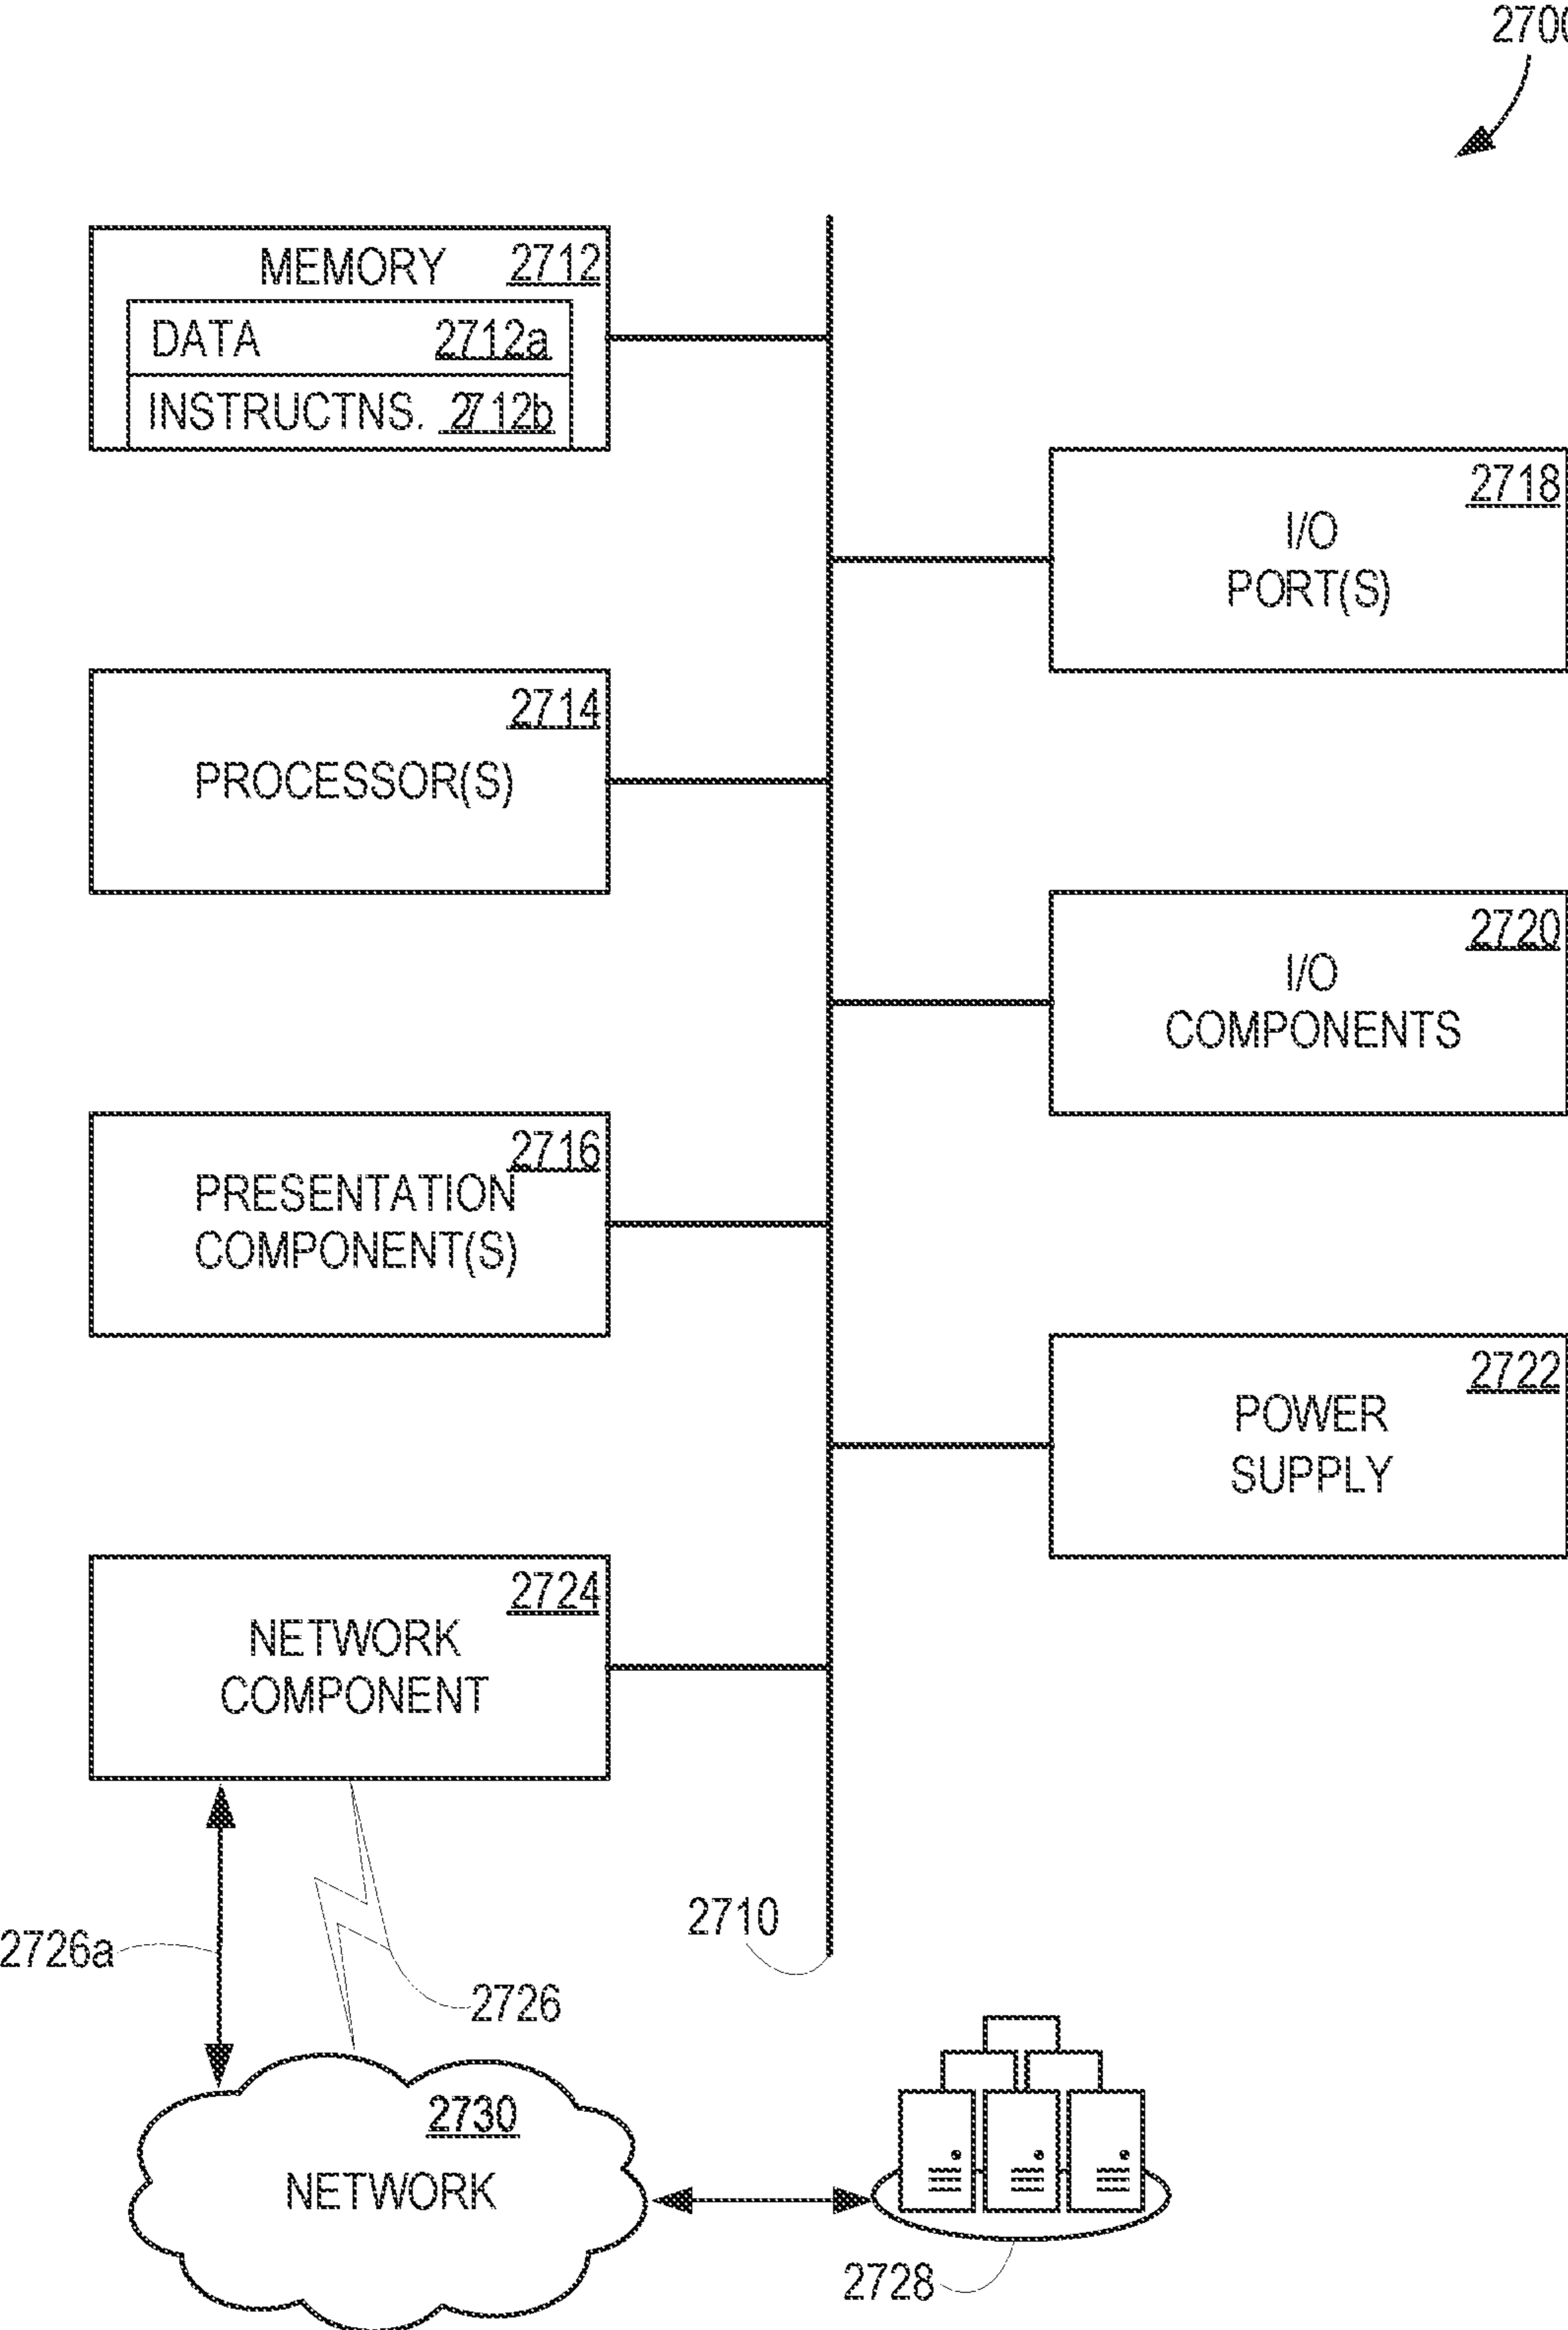 2700
MEMORY 2712
DATA 2712a
INSTRUCTNS. 2712b
2718
I/O
PORT(S)
2714
PROCESSOR(S)
2720
I/O
COMPONENTS
2716
PRESENTATION
COMPONENT(S)
2722
POWER
SUPPLY
2724
NETWORK
COMPONENT
2710
2726a
2726
2730
NETWORK
2728